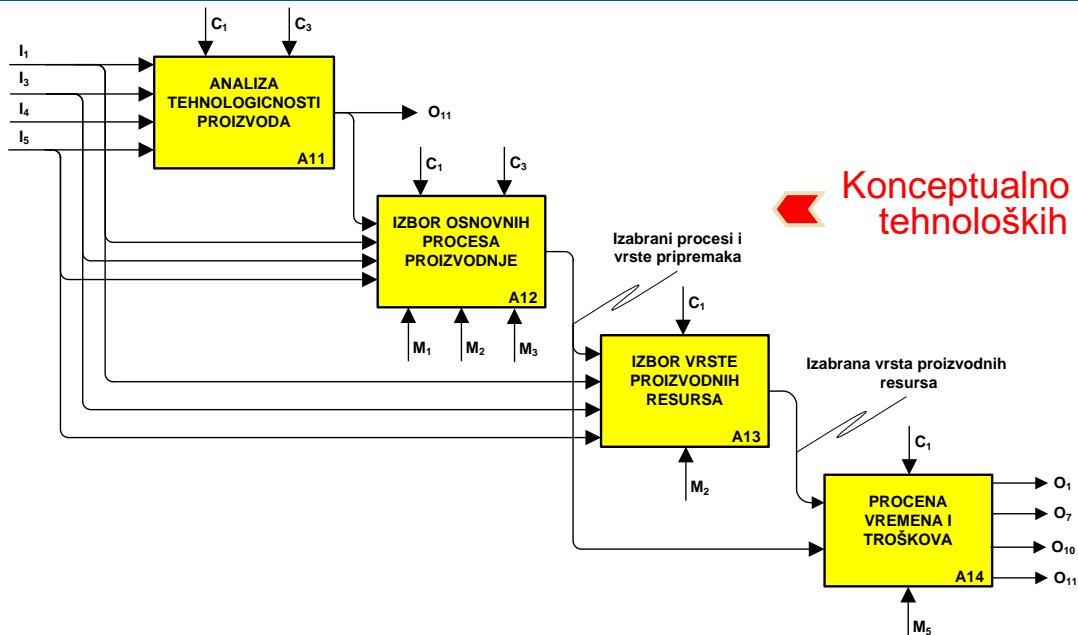 C1
C3
I1
I3
I4
I5
ANALIZA
TEHNOLOGICNOSTI
PROIZVODA
A11
O11
C1
C3
IZBOR OSNOVNIH
PROCESA
PROIZVODNJE
A12
M1
M2
M3
Konceptualno
tehnoloških
Izabrani procesi i
vrste pripremaka
C1
IZBOR VRSTE
PROIZVODNIH
RESURSA
A13
M2
Izabrana vrsta proizvodnih
resursa
C1
PROCENA
VREMENA I
TROŠKOVA
A14
M5
O1
O7
O10
O11